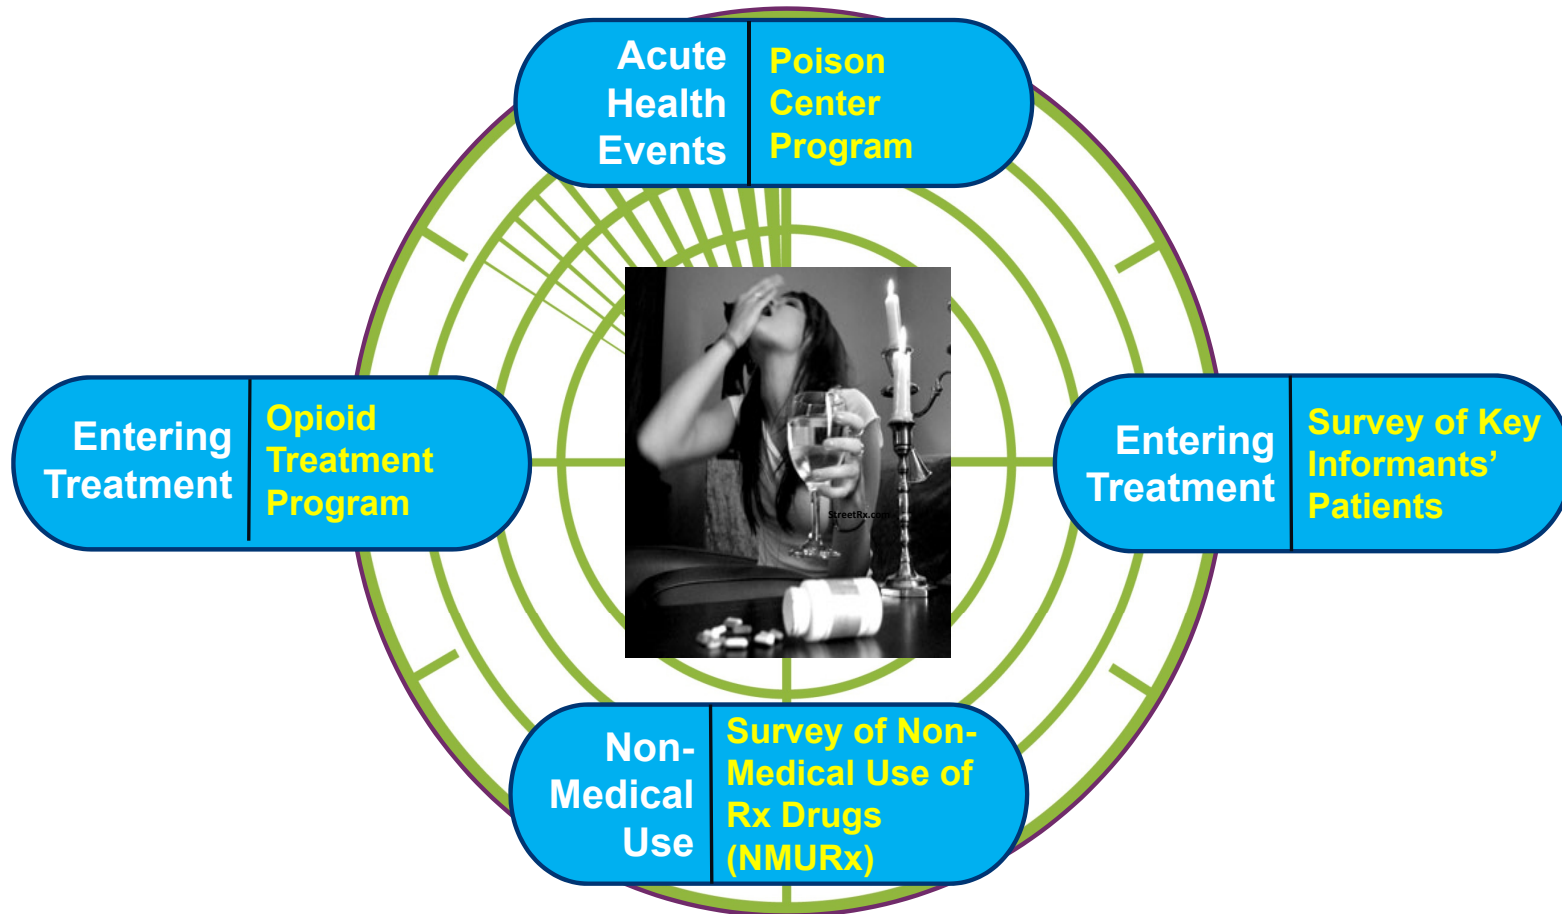 Acute
Health
Events
Poison
Center
Program
Entering
Treatment
Opioid
Treatment
Program
StreetRx.com
Entering
Treatment
Survey of Key
Informants’
Patients
Non-
Medical
Use
Survey of Non-
Medical Use of
Rx Drugs
(NMURx)